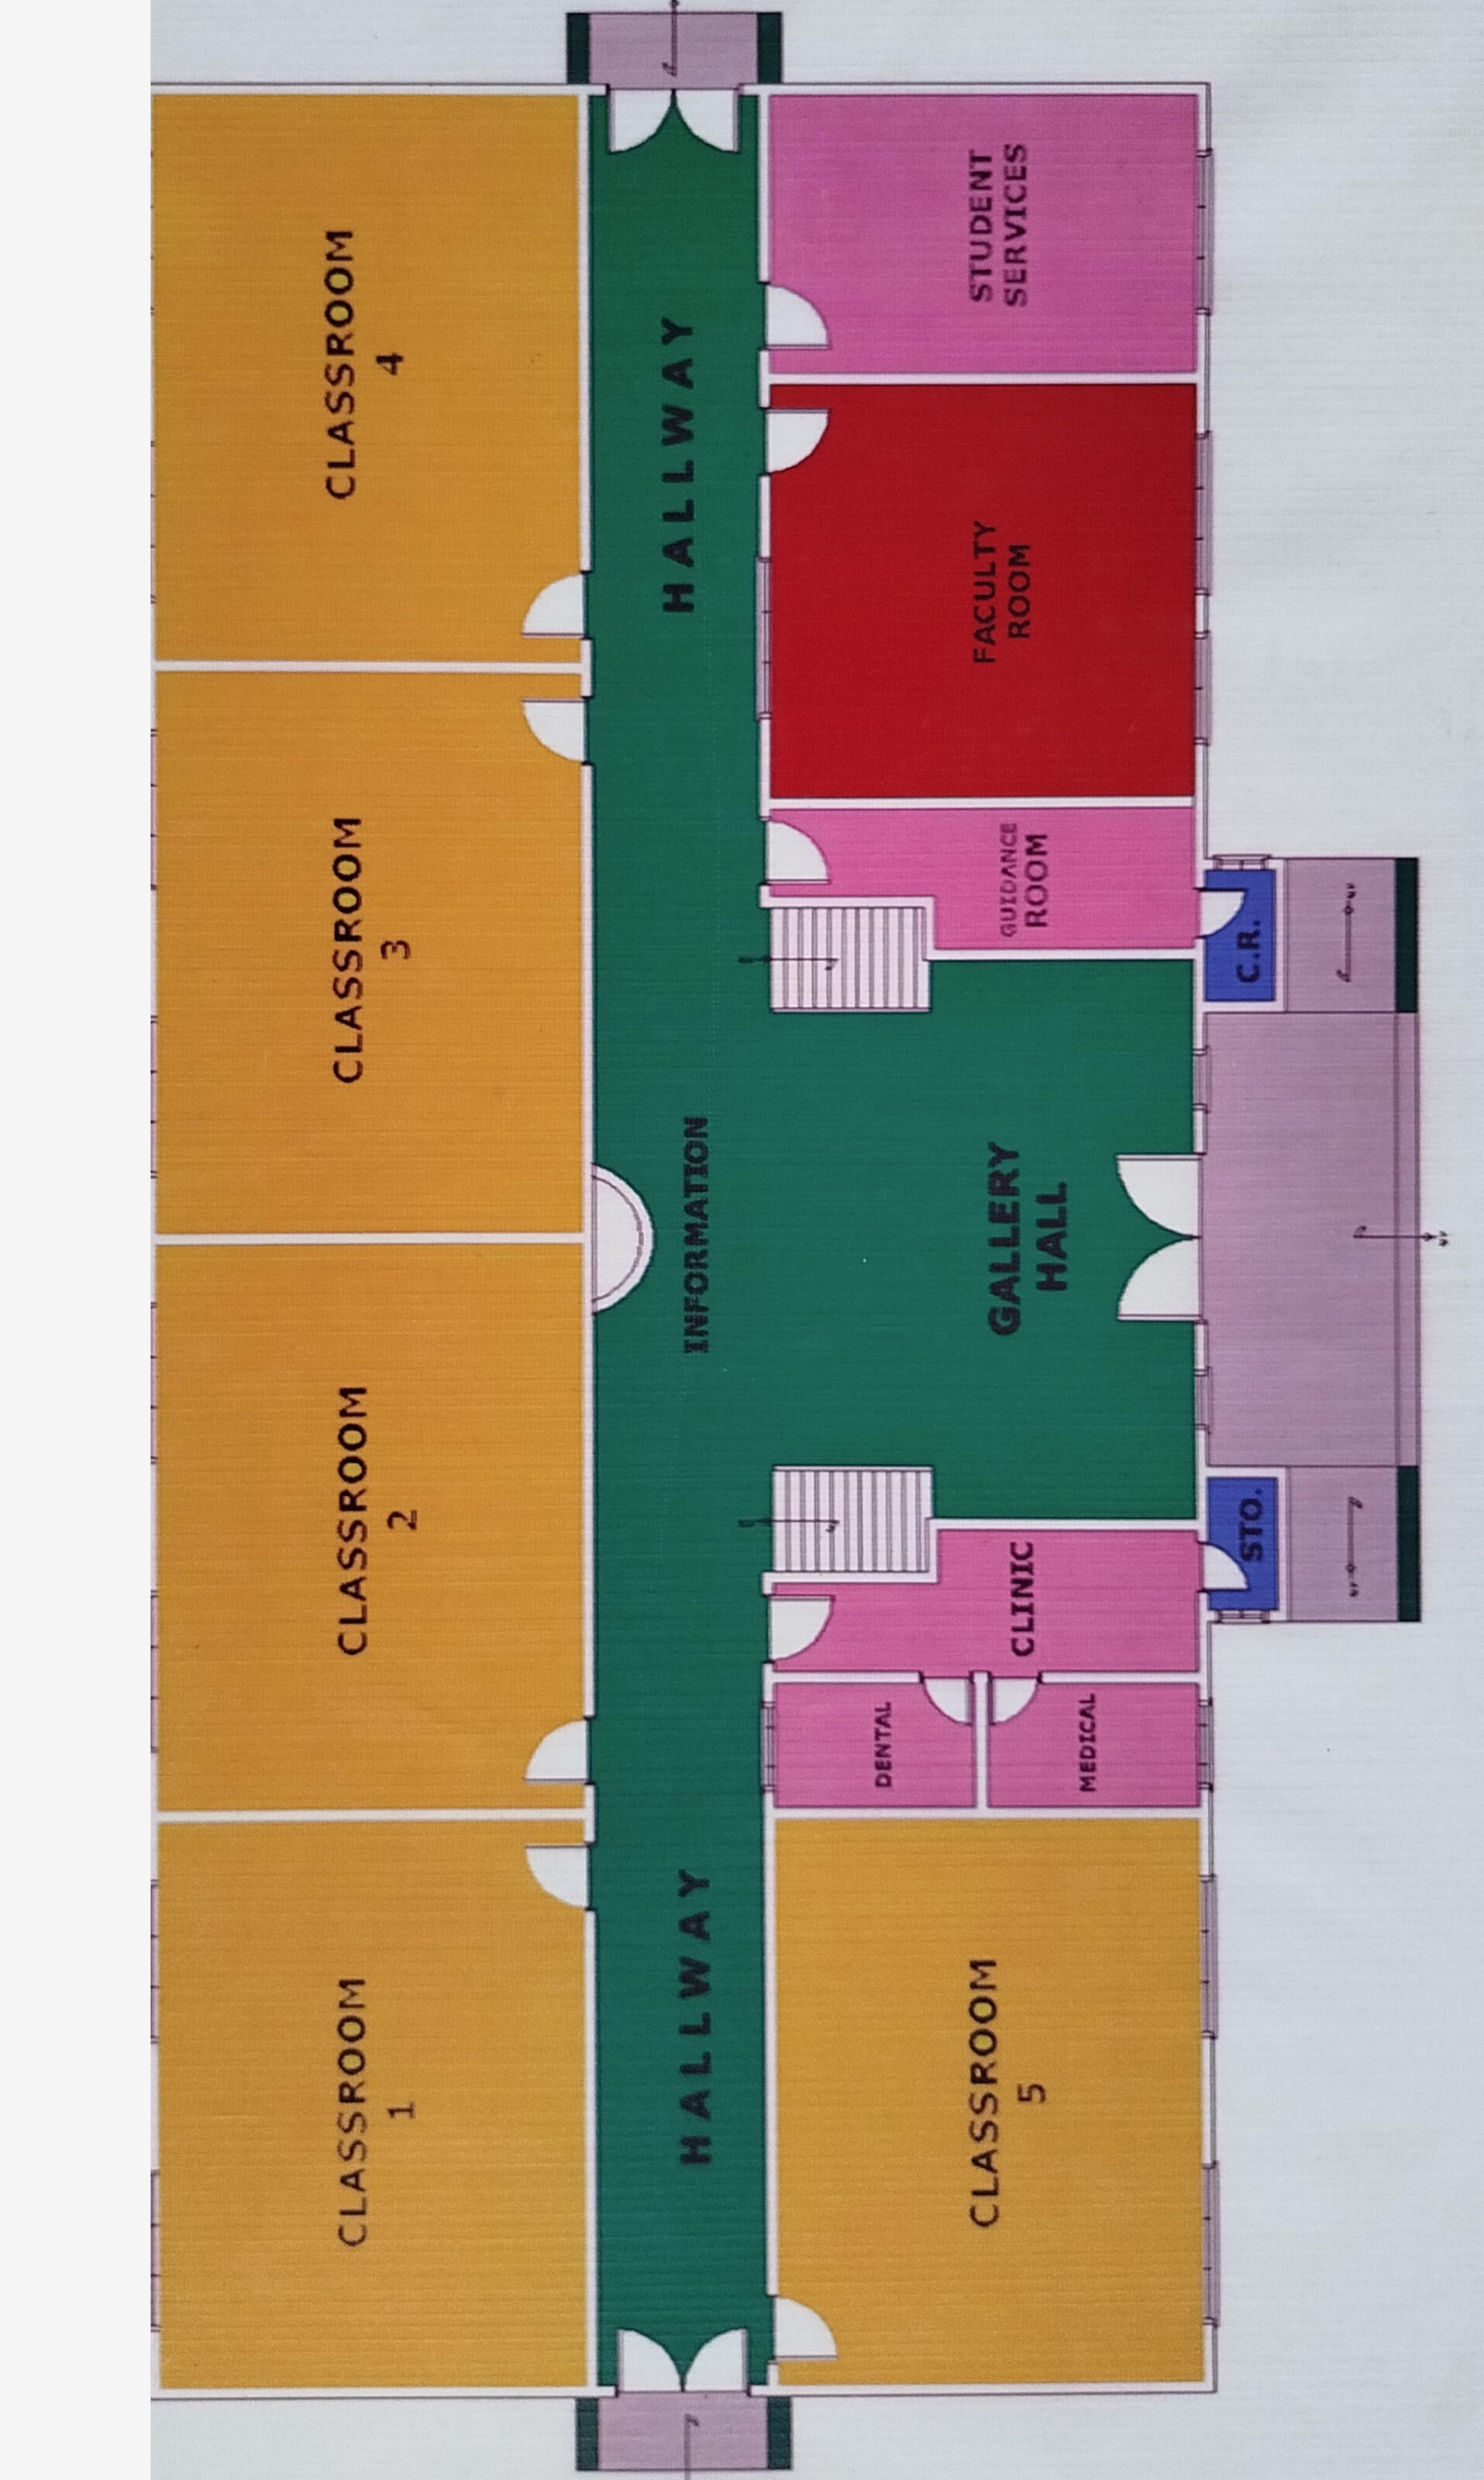 CLASSROOM
1
CLASSROOM
2
CLASSROOM
3
CLASSROOM
4
HALLWAY
INFORMATION
HALLWAY
CLASSROOM
5
DENTAL
MEDICAL
CLINIC
STO.
GALLERY
HALL
GUIDANCE
ROOM
C.R.
FACULTY
ROOM
STUDENT
SERVICES